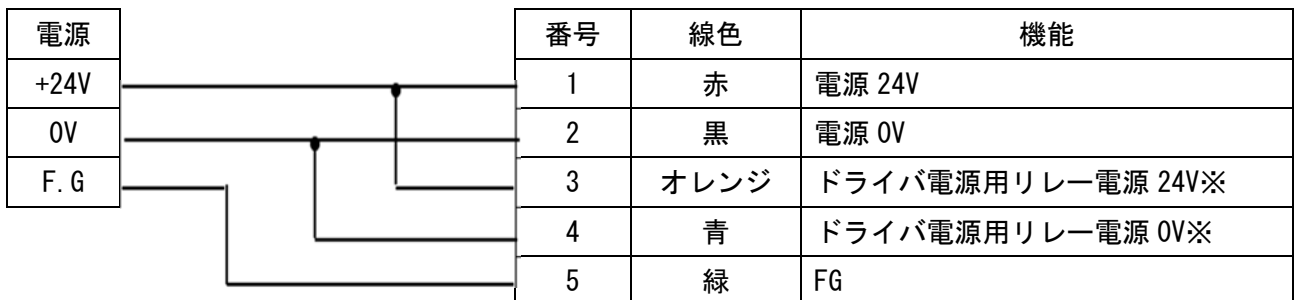 電源 番号 線色 機能
+24V 1 赤 電源 24V
0V 2 黒 電源 0V
F.G 3 オレンジ ドライバ電源用リレー電源 24V※
4 青 ドライバ電源用リレー電源 0V※
5 緑 FG